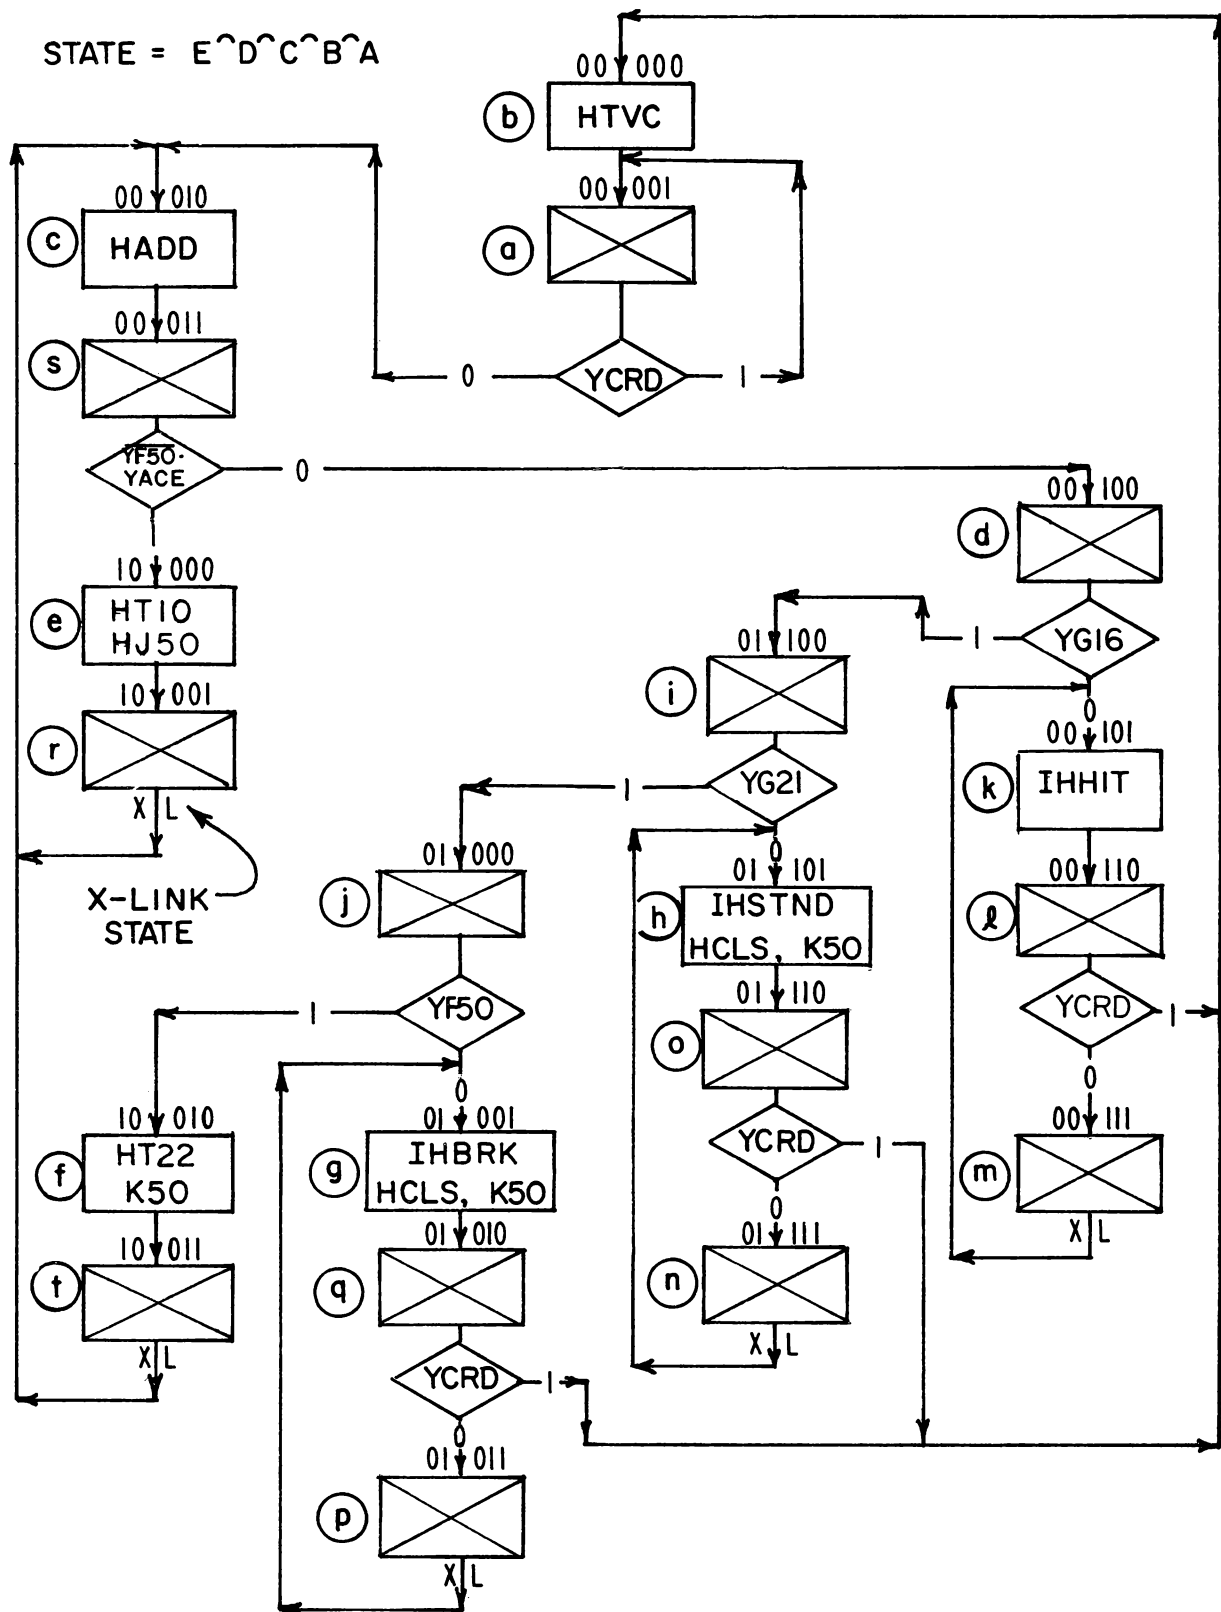 STATE = E^D^C^B^A
00 000
b
HTVC
00 001
a
YCRD
0
1
00 010
c
HADD
00 011
s
YF50·
YACE
0
10 000
e
HT10
HJ50
10 001
r
X L
X-LINK
STATE
00 100
d
YG16
1
0
01 100
i
YG21
1
0
00 101
k
IHHIT
00 110
ℓ
YCRD
1
0
00 111
m
X L
01 000
j
YF50
1
0
01 101
h
IHSTND
HCLS, K50
01 110
o
YCRD
1
0
01 111
n
X L
10 010
f
HT22
K50
10 011
t
X L
01 001
g
IHBRK
HCLS, K50
01 010
q
YCRD
1
0
01 011
p
X L